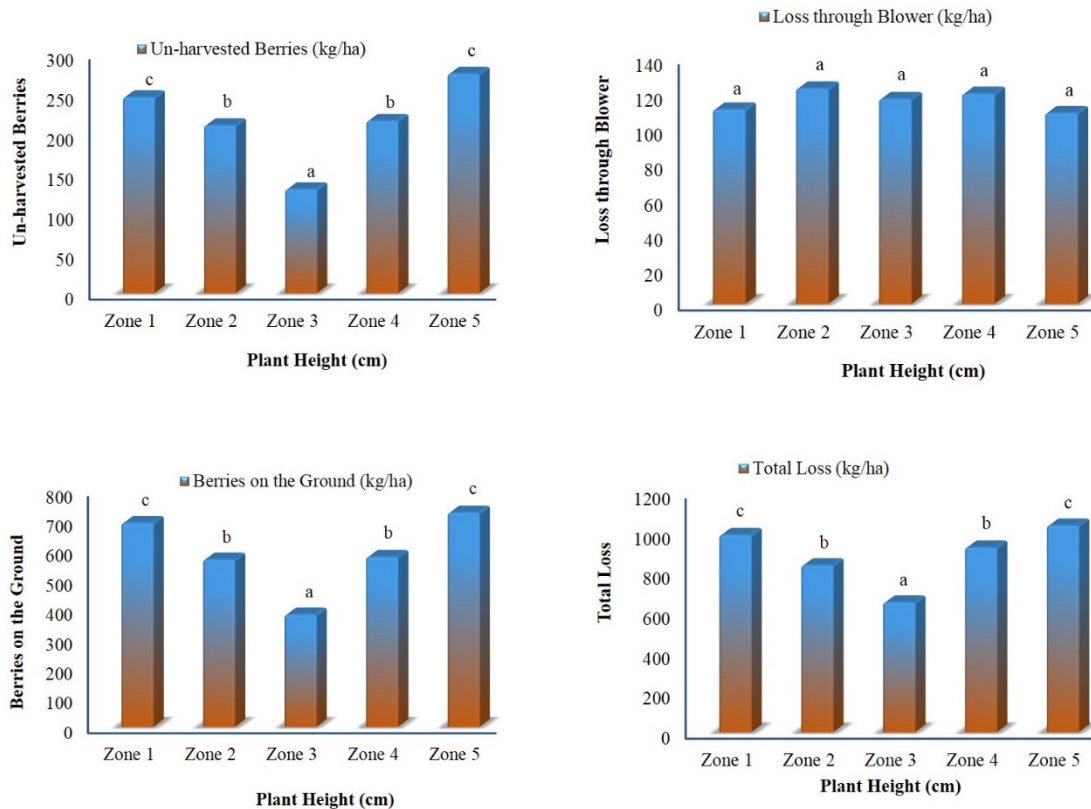 Un-harvested Berries (kg/ha)
300
250
200
150
100
50
0
Un-harvested Berries
c
b
a
b
c
Zone 1 Zone 2 Zone 3 Zone 4 Zone 5
Plant Height (cm)
Loss through Blower (kg/ha)
140
120
100
80
60
40
20
0
Loss through Blower
a
a
a
a
a
Zone 1 Zone 2 Zone 3 Zone 4 Zone 5
Plant Height (cm)
Berries on the Ground (kg/ha)
800
700
600
500
400
300
200
100
0
Berries on the Ground
c
b
a
b
c
Zone 1 Zone 2 Zone 3 Zone 4 Zone 5
Plant Height (cm)
Total Loss (kg/ha)
1200
1000
800
600
400
200
0
Total Loss
c
b
a
b
c
Zone 1 Zone 2 Zone 3 Zone 4 Zone 5
Plant Height (cm)